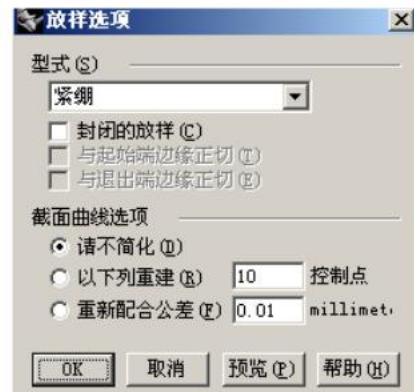 放样选项
型式(S)
紧绷
封闭的放样(C)
与起始端边缘正切(T)
与退出端边缘正切(E)
截面曲线选项
请不简化(D)
以下列重建(R) 10 控制点
重新配合公差(F) 0.01 millimet
OK 取消 预览(P) 帮助(H)